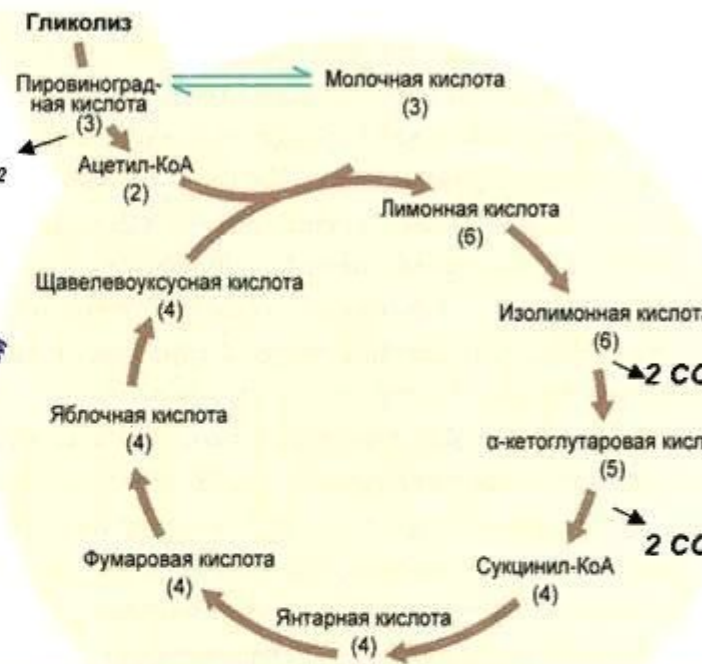 Гликолиз
Пировиноград-
ная кислота
(3)
Молочная кислота
(3)
2
Ацетил-КоА
(2)
Лимонная кислота
(6)
Щавелевоуксусная кислота
(4)
Изолимонная кислота
(6)
2 CO
Яблочная кислота
(4)
α-кетоглутаровая кисл
(5)
2 CO
Фумаровая кислота
(4)
Сукцинил-КоА
(4)
Янтарная кислота
(4)